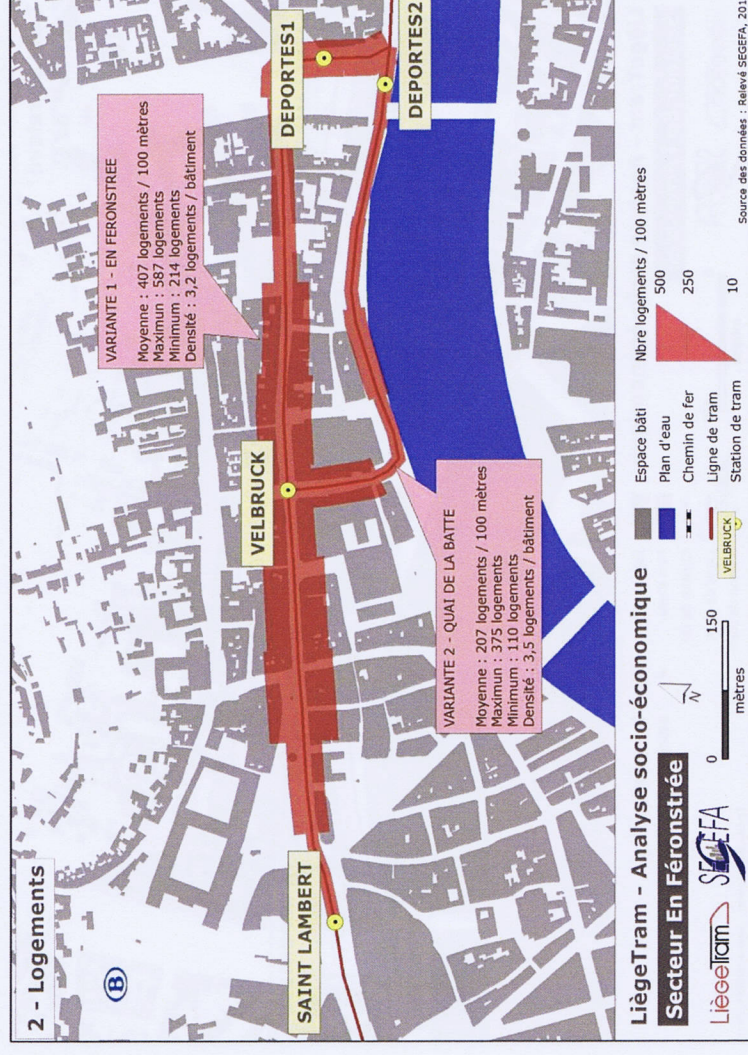 2 - Logements
B
VARIANTE 1 - EN FERONSTREE
Moyenne : 407 logements / 100 mètres
Maximun : 587 logements
Minimum : 214 logements
Densité : 3,2 logements / bâtiment
DEPORTES1
DEPORTES2
VELBRUCK
SAINT LAMBERT
VARIANTE 2 - QUAI DE LA BATTE
Moyenne : 207 logements / 100 mètres
Maximun : 375 logements
Minimum : 110 logements
Densité : 3,5 logements / bâtiment
LiègeTram - Analyse socio-économique
Secteur En Féronstrée
LiègeTram
SEGEFA
N
0 150
mètres
Espace bâti
Plan d'eau
Chemin de fer
Ligne de tram
VELBRUCK
Station de tram
Nbre logements / 100 mètres
500
250
10
Source des données : Relevé SEGEFA, 201